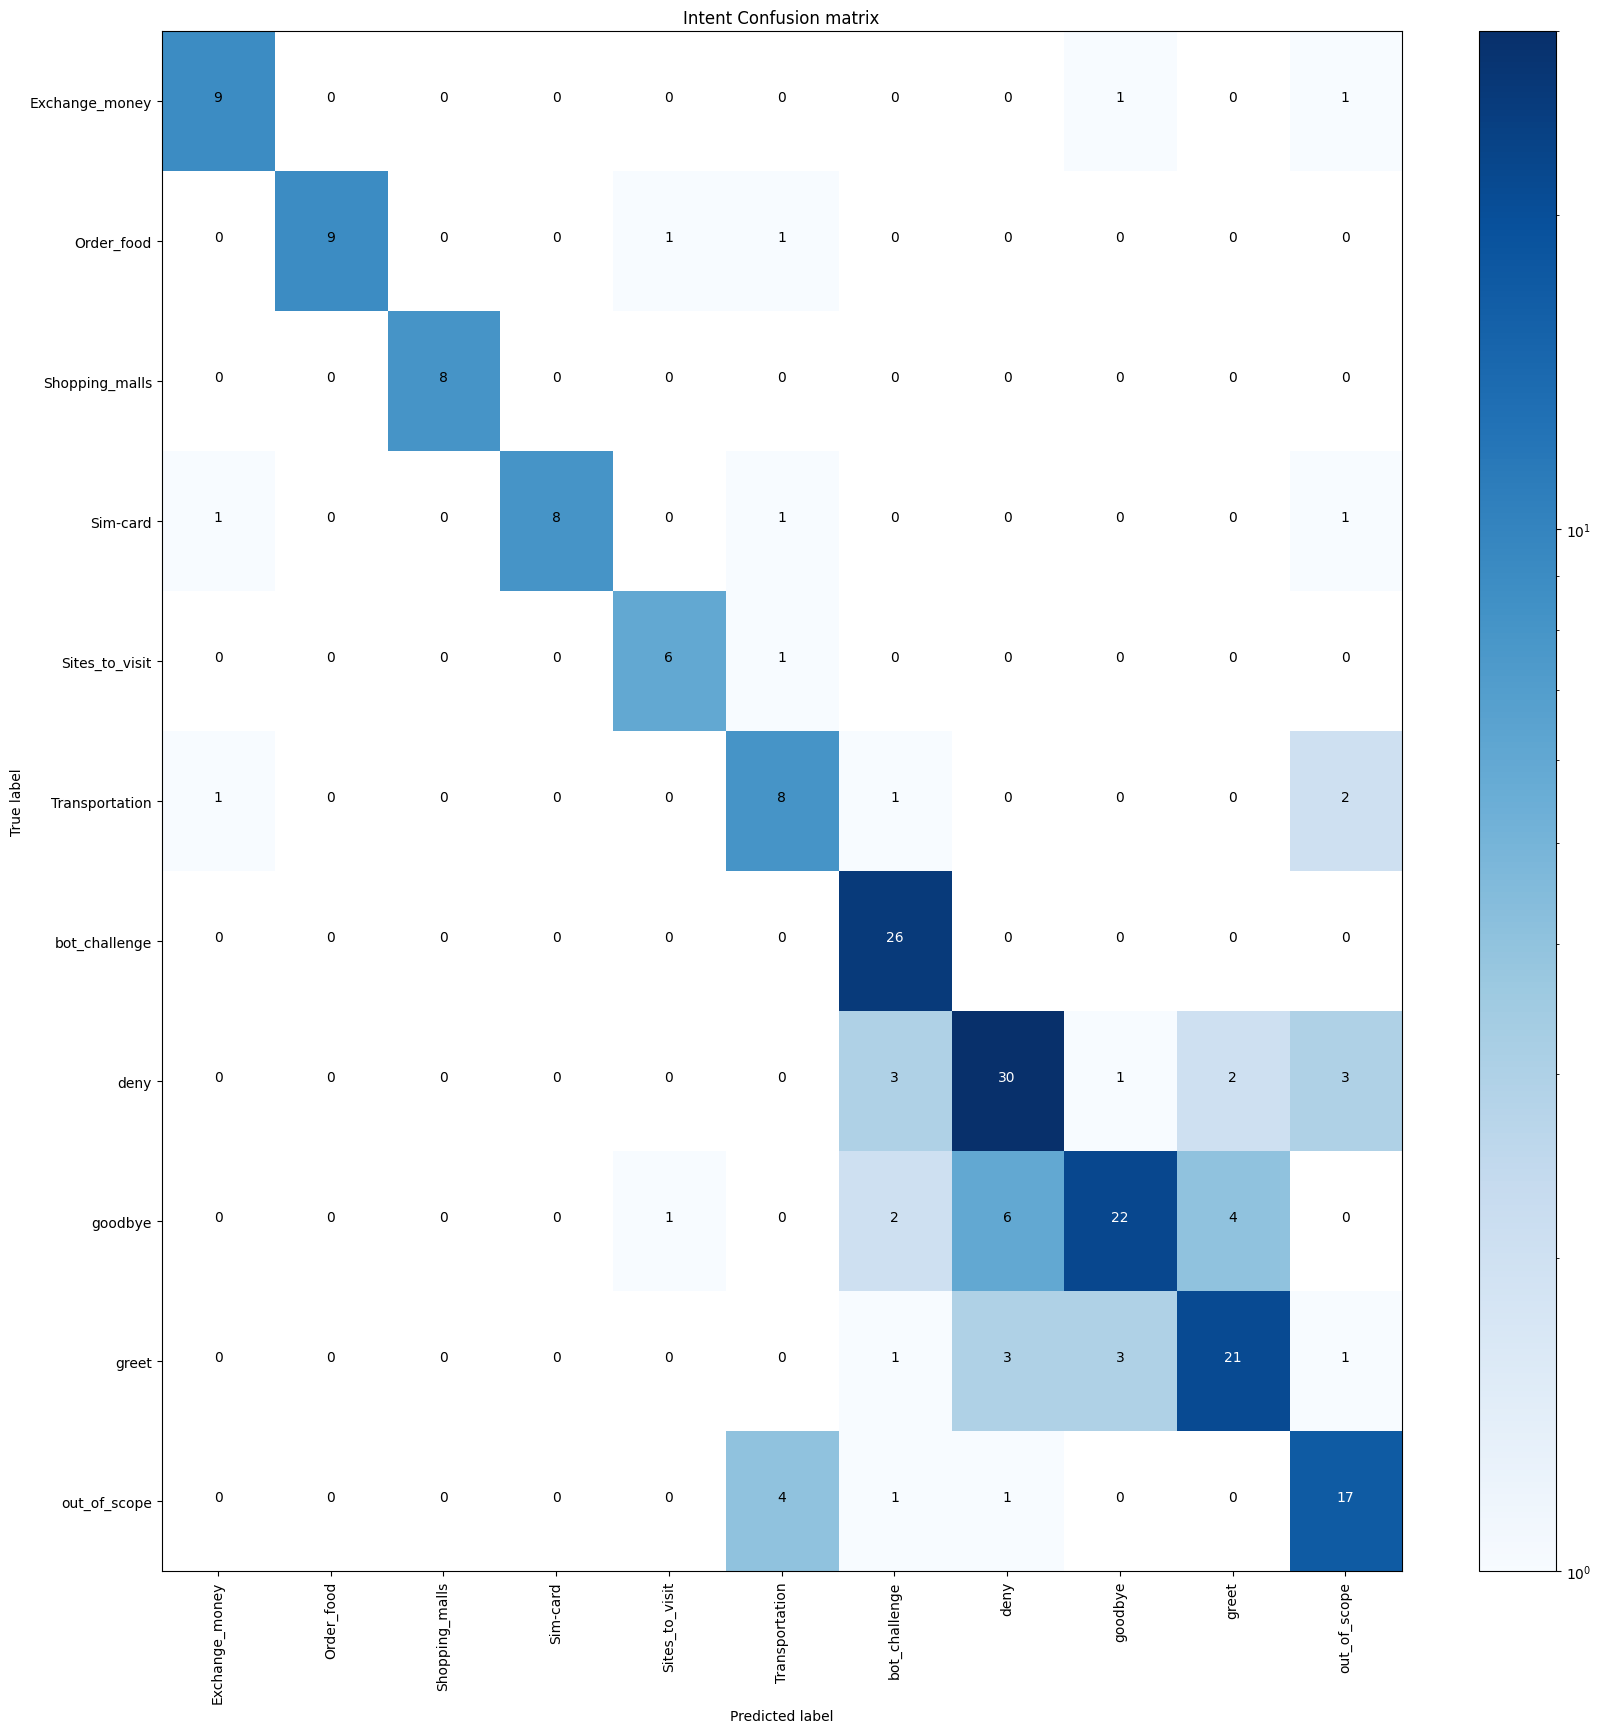 Intent Confusion matrix
Exchange_money 9 0 0 0 0 0 0 0 1 0 1
Order_food 0 9 0 0 1 1 0 0 0 0 0
Shopping_malls 0 0 8 0 0 0 0 0 0 0 0
Sim-card 1 0 0 8 0 1 0 0 0 0 1
10¹
Sites_to_visit 0 0 0 0 6 1 0 0 0 0 0
True label
Transportation 1 0 0 0 0 8 1 0 0 0 2
bot_challenge 0 0 0 0 0 0 26 0 0 0 0
deny 0 0 0 0 0 0 3 30 1 2 3
goodbye 0 0 0 0 1 0 2 6 22 4 0
greet 0 0 0 0 0 0 1 3 3 21 1
out_of_scope 0 0 0 0 0 4 1 1 0 0 17
10⁰
Exchange_money
Order_food
Shopping_malls
Sim-card
Sites_to_visit
Transportation
bot_challenge
deny
goodbye
greet
out_of_scope
Predicted label